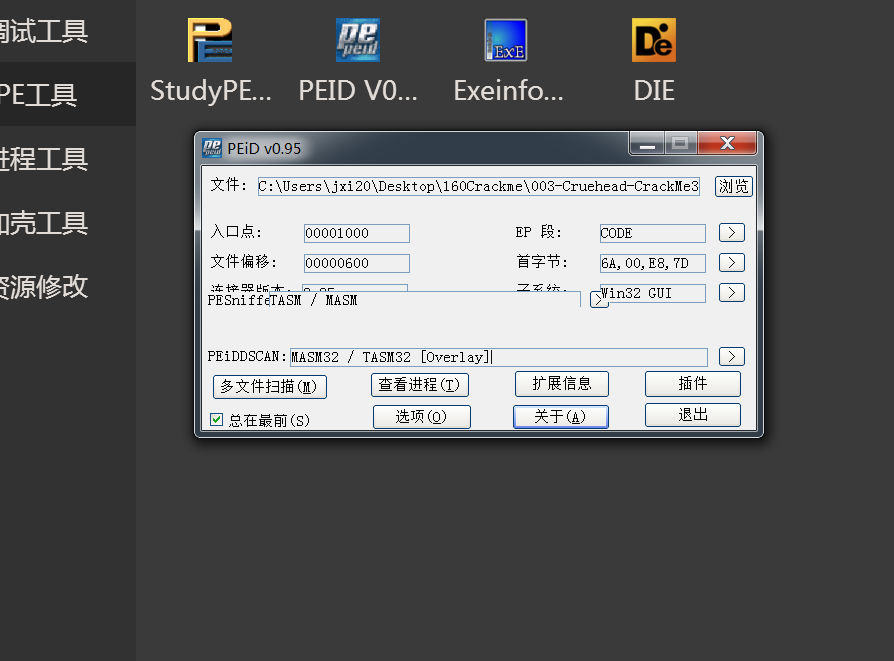 调试工具
PE工具
进程工具
加壳工具
资源修改
StudyPE...
PEID V0...
Exeinfo...
DIE
PEiD v0.95
文件: C:\Users\jxi20\Desktop\160Crackme\003-Cruehead-CrackMe3 浏览
入口点: 00001000 EP 段: CODE >
文件偏移: 00000600 首字节: 6A,00,E8,7D >
连接器版本: 子系统: Win32 GUI >
PESniffe TASM / MASM >
PEiDDSCAN: MASM32 / TASM32 [Overlay] >
多文件扫描(M) 查看进程(T) 扩展信息 插件
总在最前(S) 选项(O) 关于(A) 退出